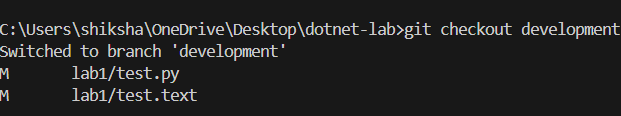 C:\Users\shiksha\OneDrive\Desktop\dotnet-lab>git checkout development
Switched to branch 'development'
M       lab1/test.py
M       lab1/test.text